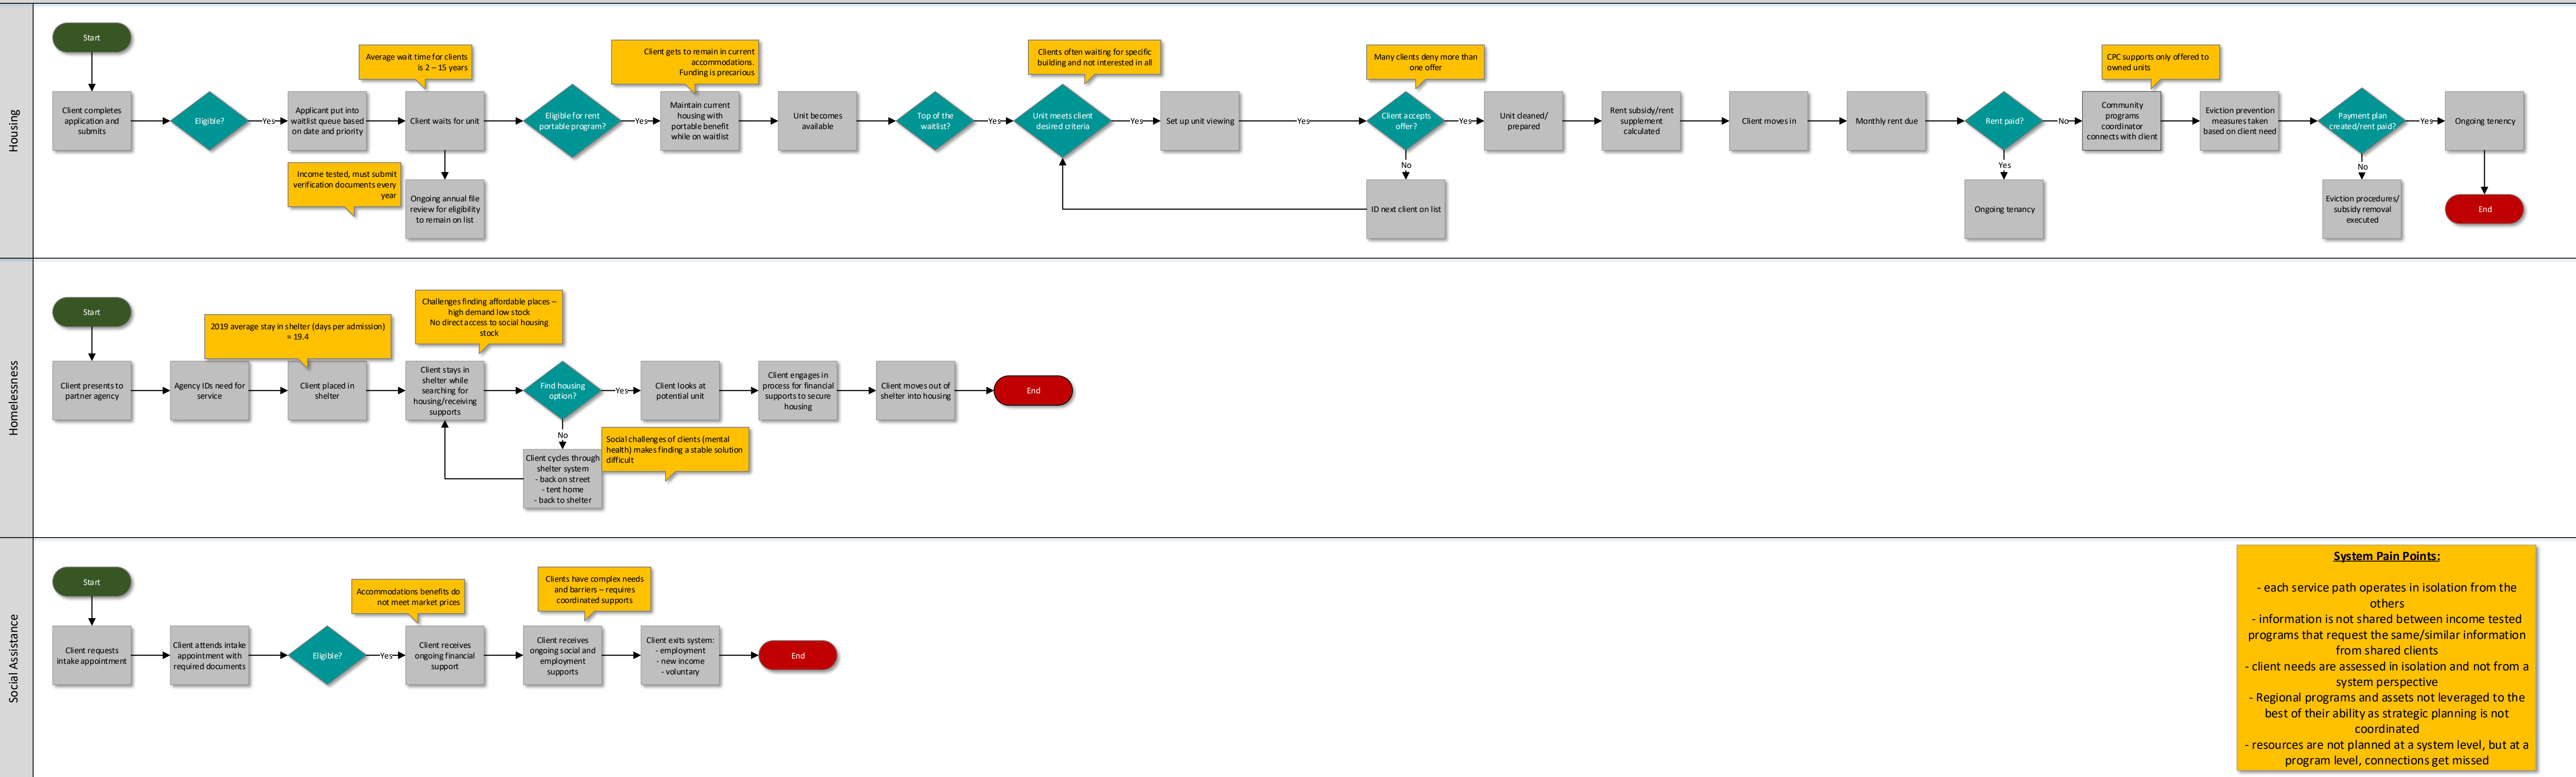 Housing
Start
Client completes
application and
submits
Eligible?
Yes
Applicant put into
waitlist queue based
on date and priority
Income tested, must submit
verification documents every
year
Average wait time for clients
is 2 – 15 years
Client waits for unit
Ongoing annual file
review for eligibility
to remain on list
Eligible for rent
portable program?
Yes
Client gets to remain in current
accommodations.
Funding is precarious
Maintain current
housing with
portable benefit
while on waitlist
Unit becomes
available
Top of the
waitlist?
Yes
Clients often waiting for specific
building and not interested in all
Unit meets client
desired criteria
Yes
Set up unit viewing
Yes
Many clients deny more than
one offer
Client accepts
offer?
No
ID next client on list
Yes
Unit cleaned/
prepared
Rent subsidy/rent
supplement
calculated
Client moves in
Monthly rent due
Rent paid?
Yes
Ongoing tenancy
No
CPC supports only offered to
owned units
Community
programs
coordinator
connects with client
Eviction prevention
measures taken
based on client need
Payment plan
created/rent paid?
No
Eviction procedures/
subsidy removal
executed
Yes
Ongoing tenancy
End
Homelessness
Start
Client presents to
partner agency
Agency IDs need for
service
2019 average stay in shelter (days per admission)
= 19.4
Client placed in
shelter
Challenges finding affordable places –
high demand low stock
No direct access to social housing
stock
Client stays in
shelter while
searching for
housing/receiving
supports
Find housing
option?
No
Client cycles through
shelter system
- back on street
- tent home
- back to shelter
Social challenges of clients (mental
health) makes finding a stable solution
difficult
Yes
Client looks at
potential unit
Client engages in
process for financial
supports to secure
housing
Client moves out of
shelter into housing
End
Social Assistance
Start
Client requests
intake appointment
Client attends intake
appointment with
required documents
Eligible?
Yes
Accommodations benefits do
not meet market prices
Client receives
ongoing financial
support
Clients have complex needs
and barriers – requires
coordinated supports
Client receives
ongoing social and
employment
supports
Client exits system:
- employment
- new income
- voluntary
End
System Pain Points:
- each service path operates in isolation from the
others
- information is not shared between income tested
programs that request the same/similar information
from shared clients
- client needs are assessed in isolation and not from a
system perspective
- Regional programs and assets not leveraged to the
best of their ability as strategic planning is not
coordinated
- resources are not planned at a system level, but at a
program level, connections get missed